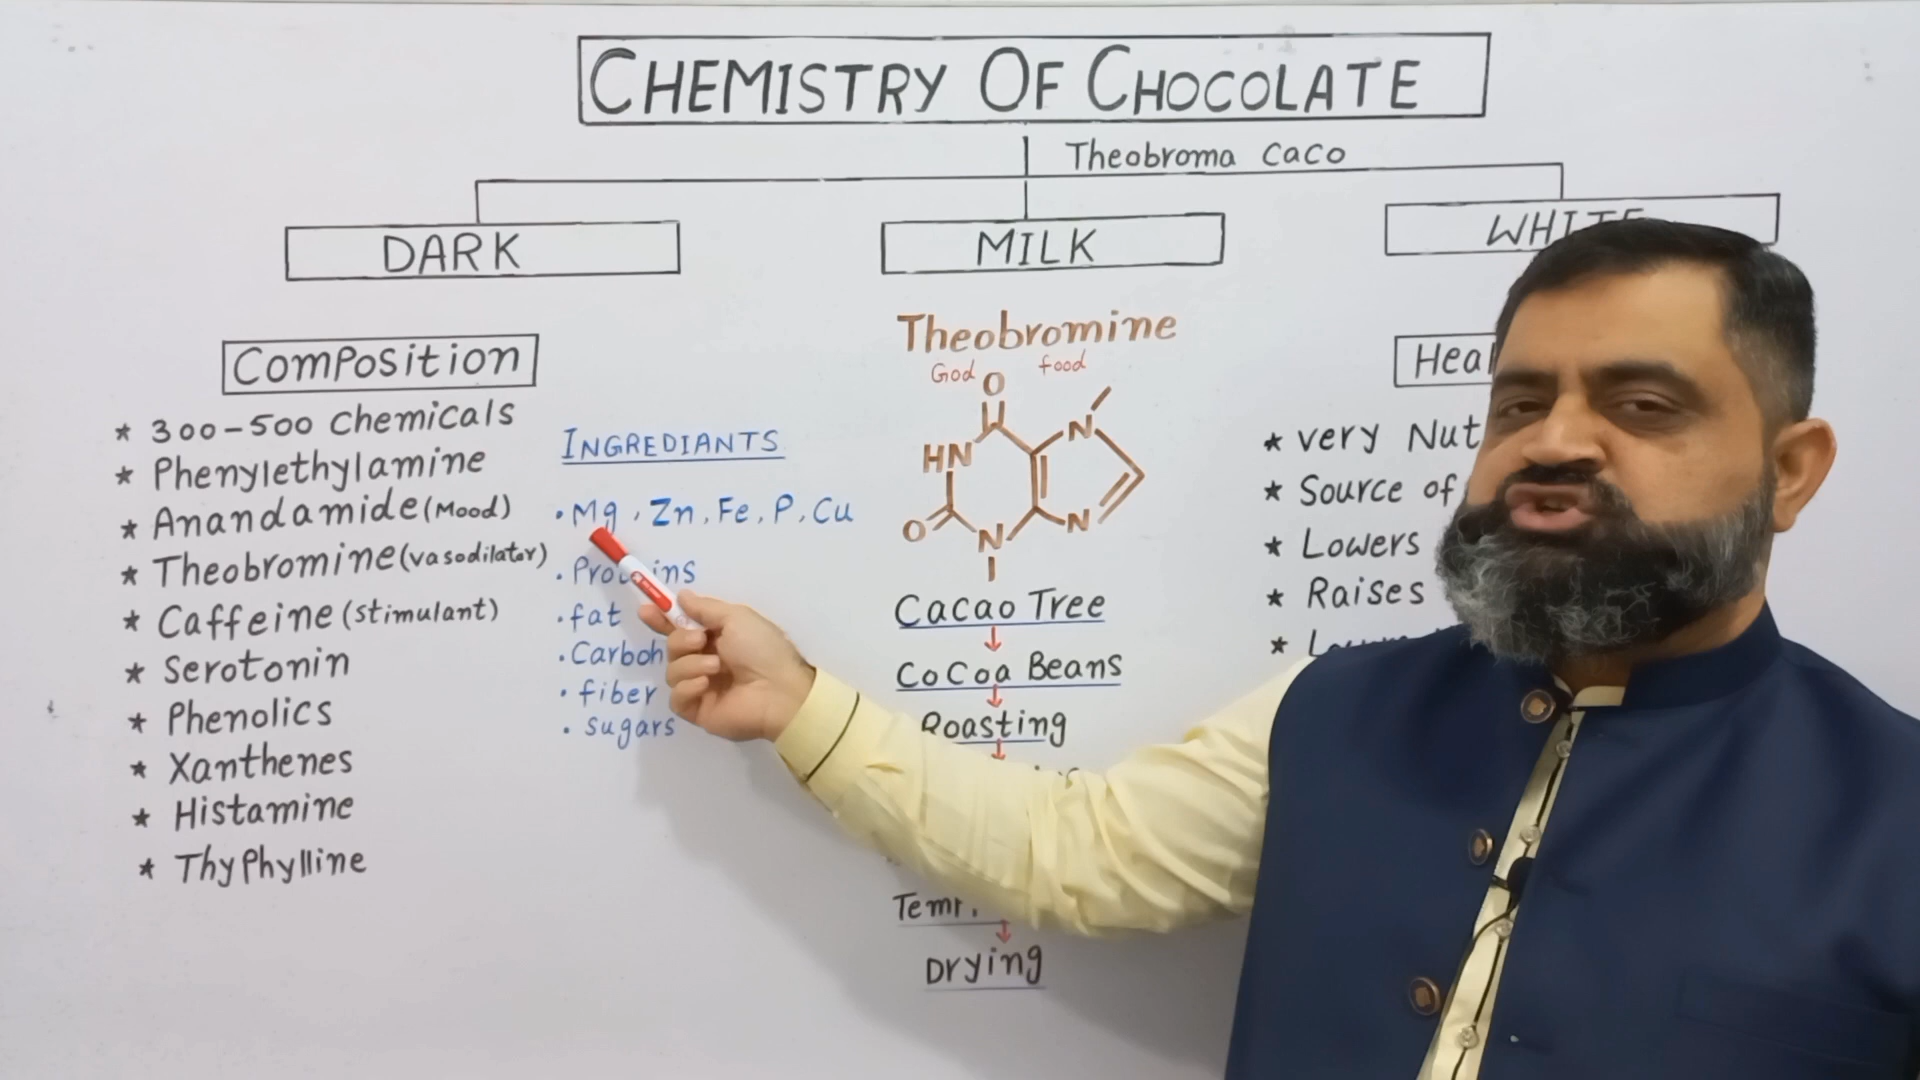 CHEMISTRY OF CHOCOLATE
Theobroma caco
DARK
MILK
Composition
* 300-500 Chemicals
* Phenylethylamine
* Anandamide (Mood)
* Theobromine (vasodilator)
* Caffeine (stimulant)
* Serotonin
* Phenolics
* Xanthenes
* Histamine
* ThyPhylline
INGREDIANTS
• Mg, Zn, Fe, P, Cu
• fat
• fiber
• sugars
Theobromine
God food
O
N
HN
O
N
N
Cacao Tree
CoCoa Beans
Roasting
Drying
* very
* Source of
* Lowers
* Raises